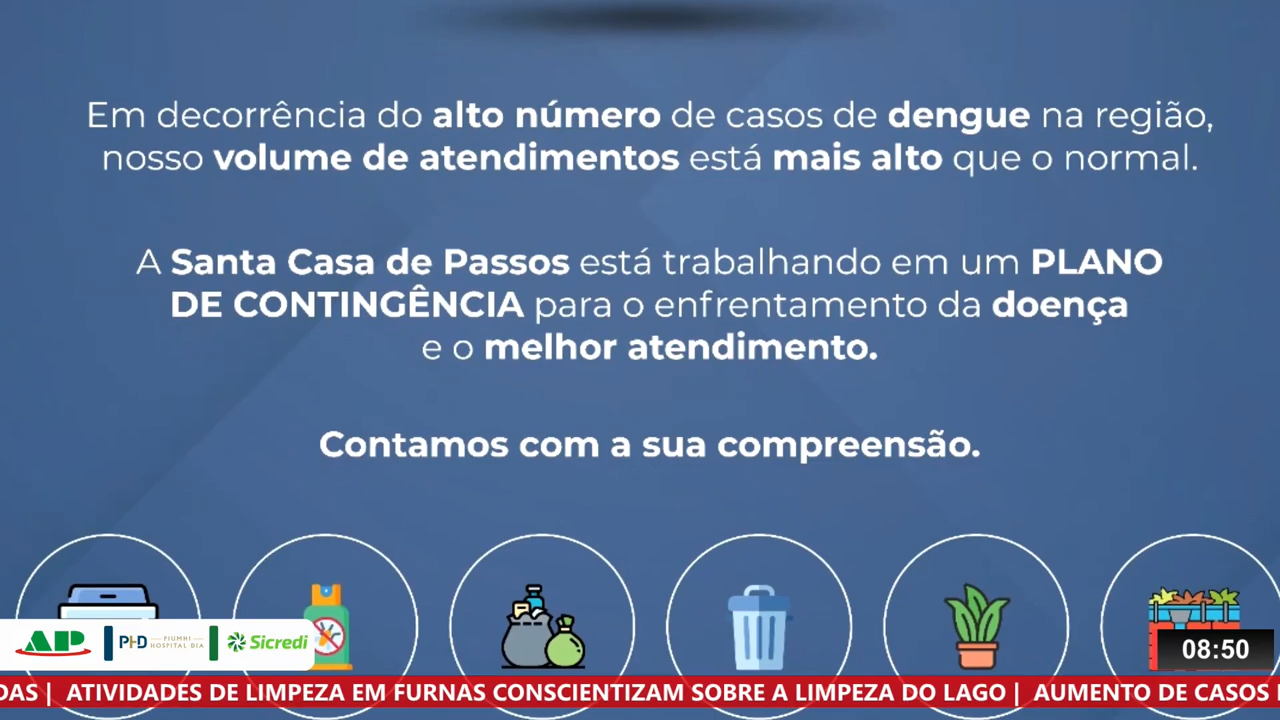 Em decorrência do alto número de casos de dengue na região,
nosso volume de atendimentos está mais alto que o normal.
A Santa Casa de Passos está trabalhando em um PLANO
DE CONTINGÊNCIA para o enfrentamento da doença
e o melhor atendimento.
Contamos com a sua compreensão.
AP
PHD PIUMHI
HOSPITAL DIA
Sicredi
08:50
DAS | ATIVIDADES DE LIMPEZA EM FURNAS CONSCIENTIZAM SOBRE A LIMPEZA DO LAGO | AUMENTO DE CASOS